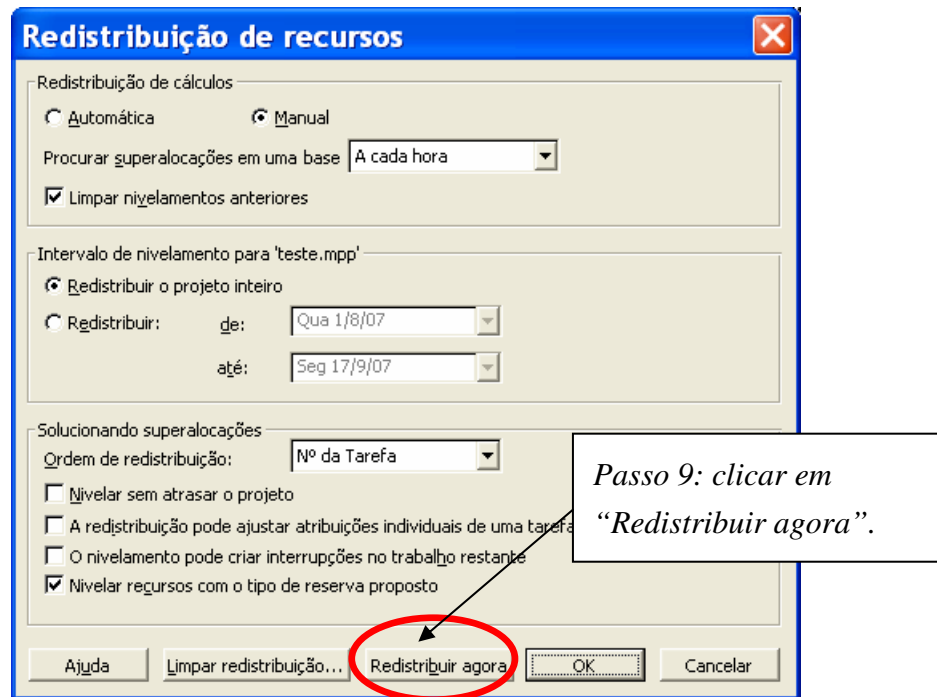 Redistribuição de recursos
Redistribuição de cálculos
Automática Manual
Procurar superalocações em uma base A cada hora
Limpar nivelamentos anteriores
Intervalo de nivelamento para 'teste.mpp'
Redistribuir o projeto inteiro
Redistribuir: de: Qua 1/8/07
até: Seg 17/9/07
Solucionando superalocações
Ordem de redistribuição: Nº da Tarefa
Nivelar sem atrasar o projeto
A redistribuição pode ajustar atribuições individuais de uma tarefa
O nivelamento pode criar interrupções no trabalho restante
Nivelar recursos com o tipo de reserva proposto
Passo 9: clicar em
“Redistribuir agora”.
Ajuda Limpar redistribuição... Redistribuir agora OK Cancelar